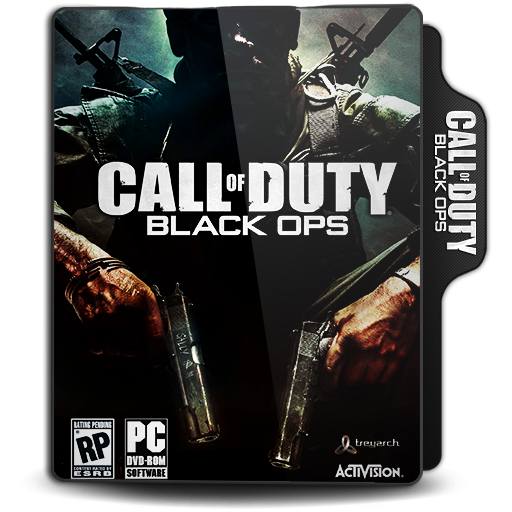 CALL OF DUTY
BLACK OPS
CALL OF DUTY
BLACK OPS
RATING PENDING
RP
CONTENT RATED BY
ESRB
PC
DVD-ROM
SOFTWARE
treyarch
ACTIVISION.